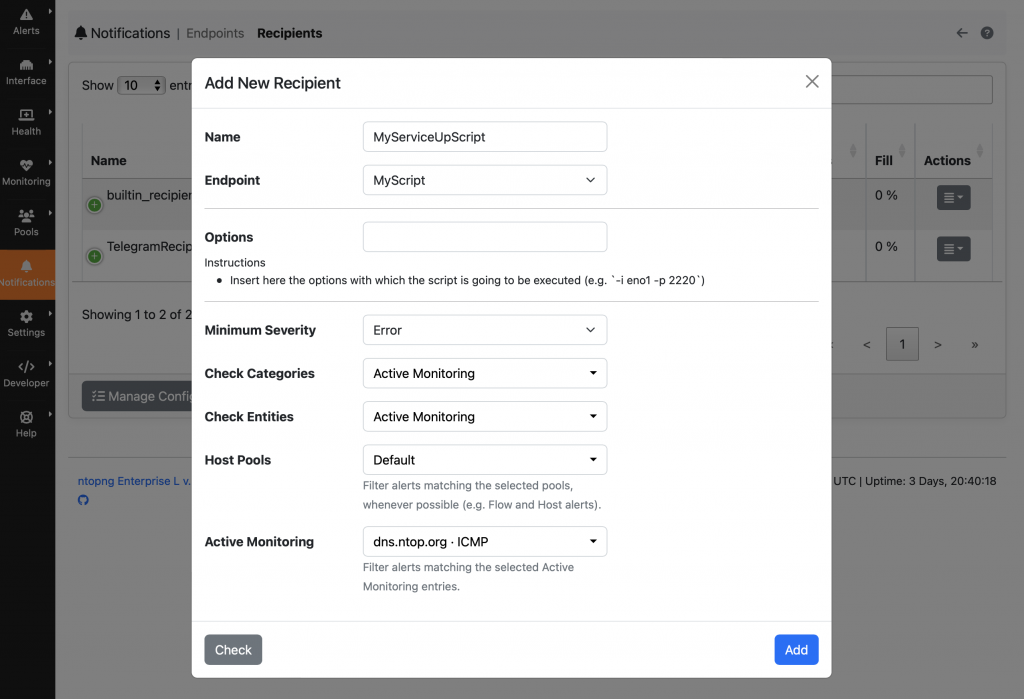 Alerts
Interface
Health
Monitoring
Pools
Notifications
Settings
Developer
Help
Notifications | Endpoints Recipients
Show 10
Name Fill Actions
0 %
0 %
Showing 1 to 2 of 2
< 1 > »
ntopng Enterprise L v.
UTC | Uptime: 3 Days, 20:40:18
Add New Recipient
Name MyServiceUpScript
Endpoint MyScript
Options
Instructions
• Insert here the options with which the script is going to be executed (e.g. `-i eno1 -p 2220`)
Minimum Severity Error
Check Categories Active Monitoring
Check Entities Active Monitoring
Host Pools Default
Filter alerts matching the selected pools,
whenever possible (e.g. Flow and Host alerts).
Active Monitoring dns.ntop.org · ICMP
Filter alerts matching the selected Active
Monitoring entries.
Check Add